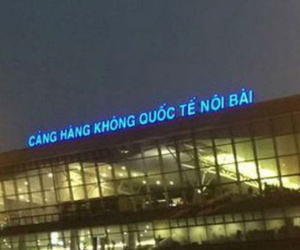 CẢNG HÀNG KHÔNG QUỐC TẾ NỘI BÀI